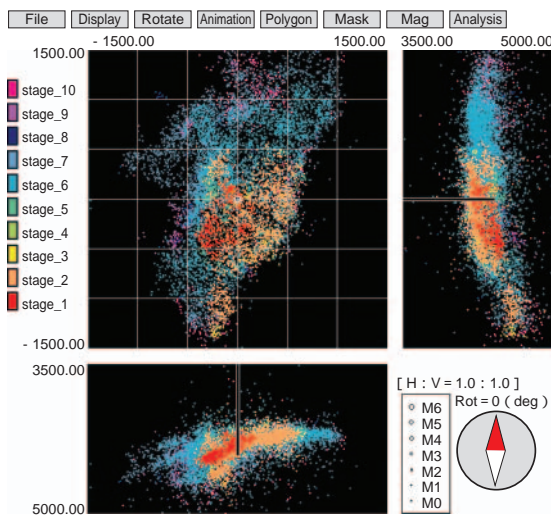 File Display Rotate Animation Polygon Mask Mag Analysis
- 1500.00 1500.00 3500.00 5000.00
1500.00
stage_10
stage_9
stage_8
stage_7
stage_6
stage_5
stage_4
stage_3
stage_2
stage_1
- 1500.00
3500.00
5000.00
[ H : V = 1.0 : 1.0 ]
Rot = 0 ( deg )
M6
M5
M4
M3
M2
M1
M0